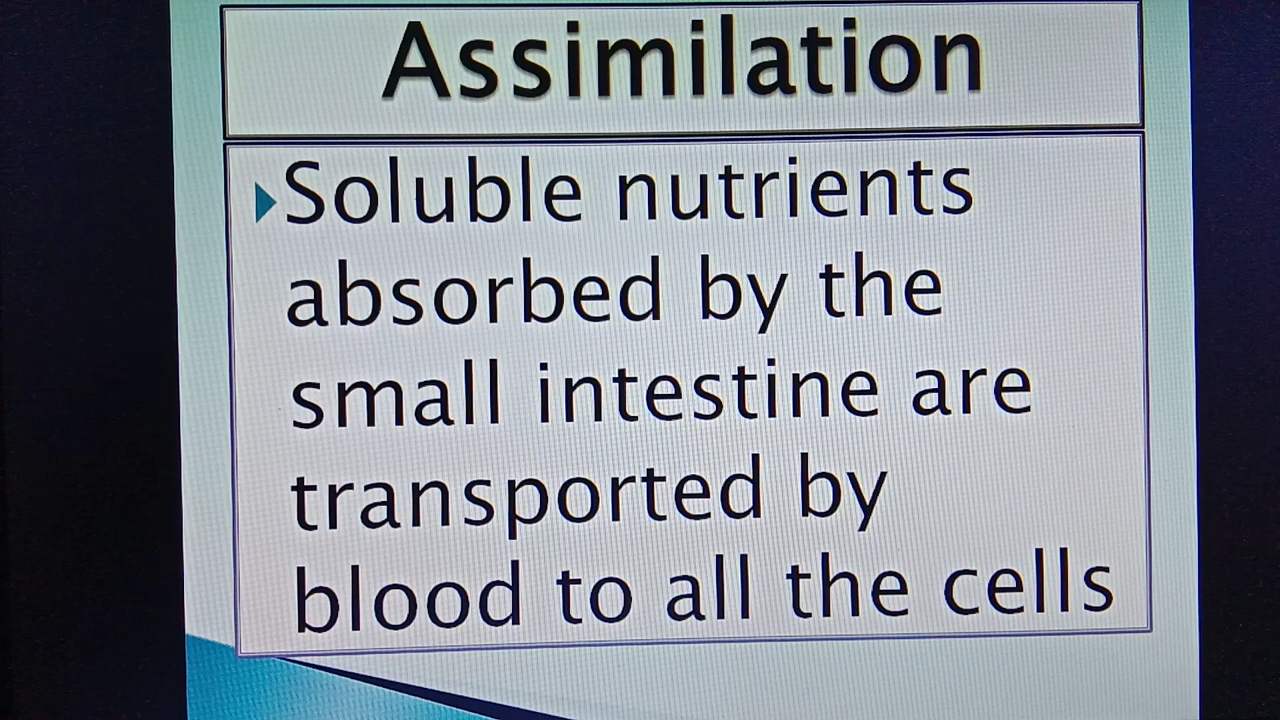 Assimilation
Soluble nutrients
absorbed by the
small intestine are
transported by
blood to all the cells